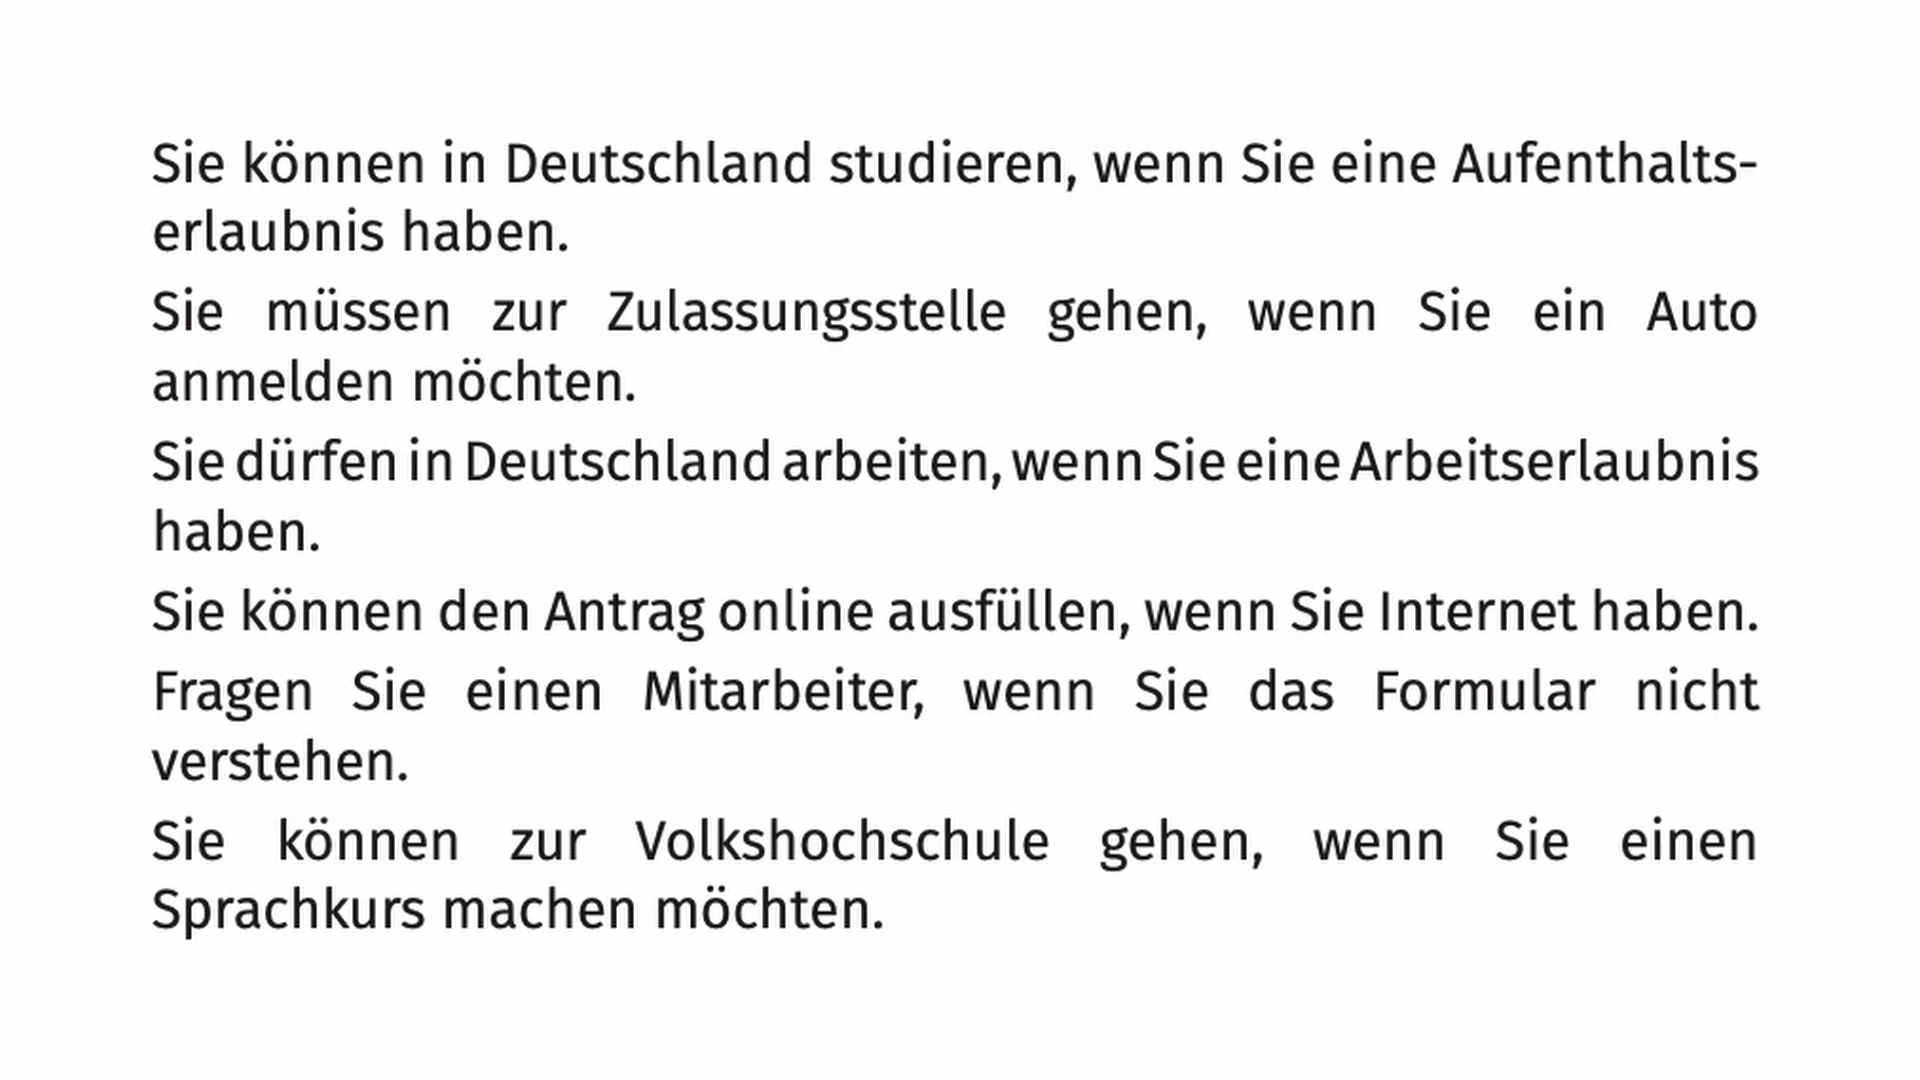 Sie können in Deutschland studieren, wenn Sie eine Aufenthalts-
erlaubnis haben.
Sie müssen zur Zulassungsstelle gehen, wenn Sie ein Auto
anmelden möchten.
Sie dürfen in Deutschland arbeiten, wenn Sie eine Arbeitserlaubnis
haben.
Sie können den Antrag online ausfüllen, wenn Sie Internet haben.
Fragen Sie einen Mitarbeiter, wenn Sie das Formular nicht
verstehen.
Sie können zur Volkshochschule gehen, wenn Sie einen
Sprachkurs machen möchten.